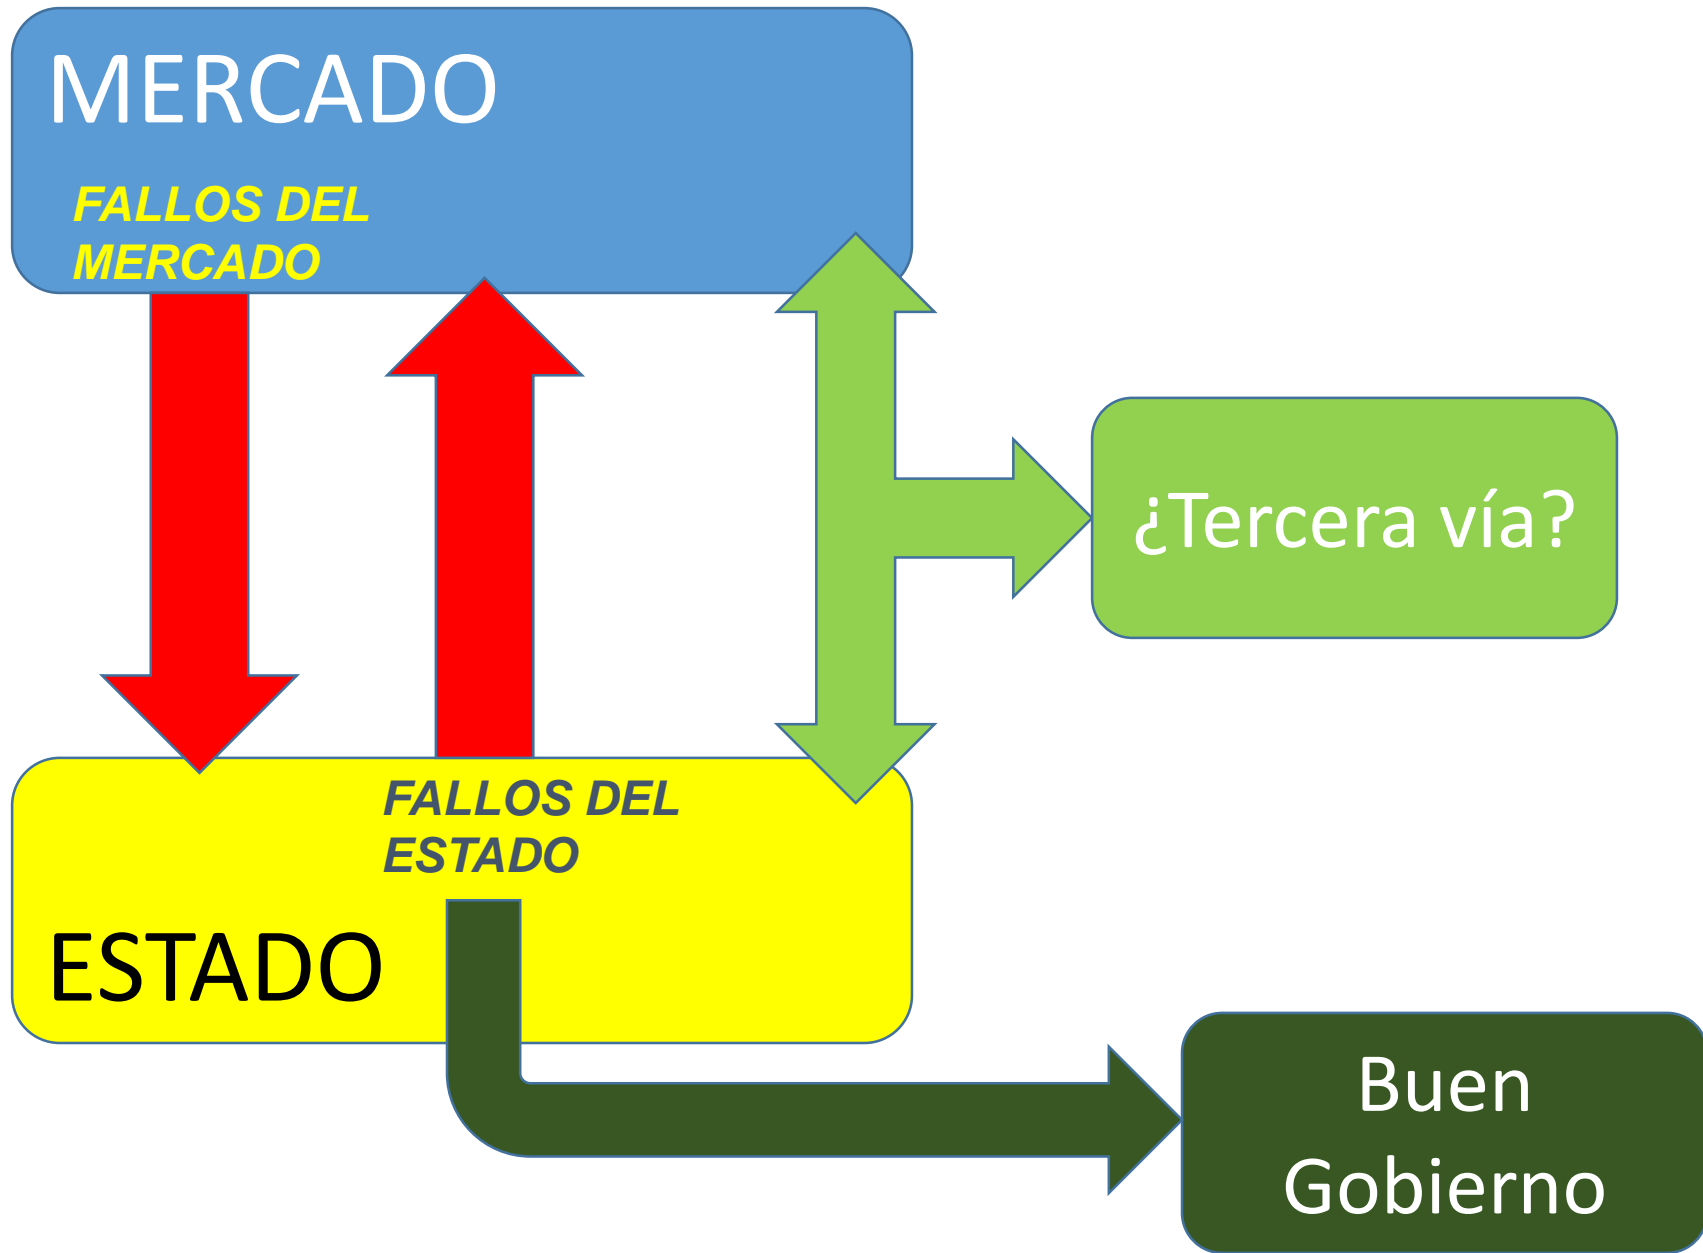 MERCADO
FALLOS DEL
MERCADO
¿Tercera vía?
FALLOS DEL
ESTADO
ESTADO
Buen
Gobierno